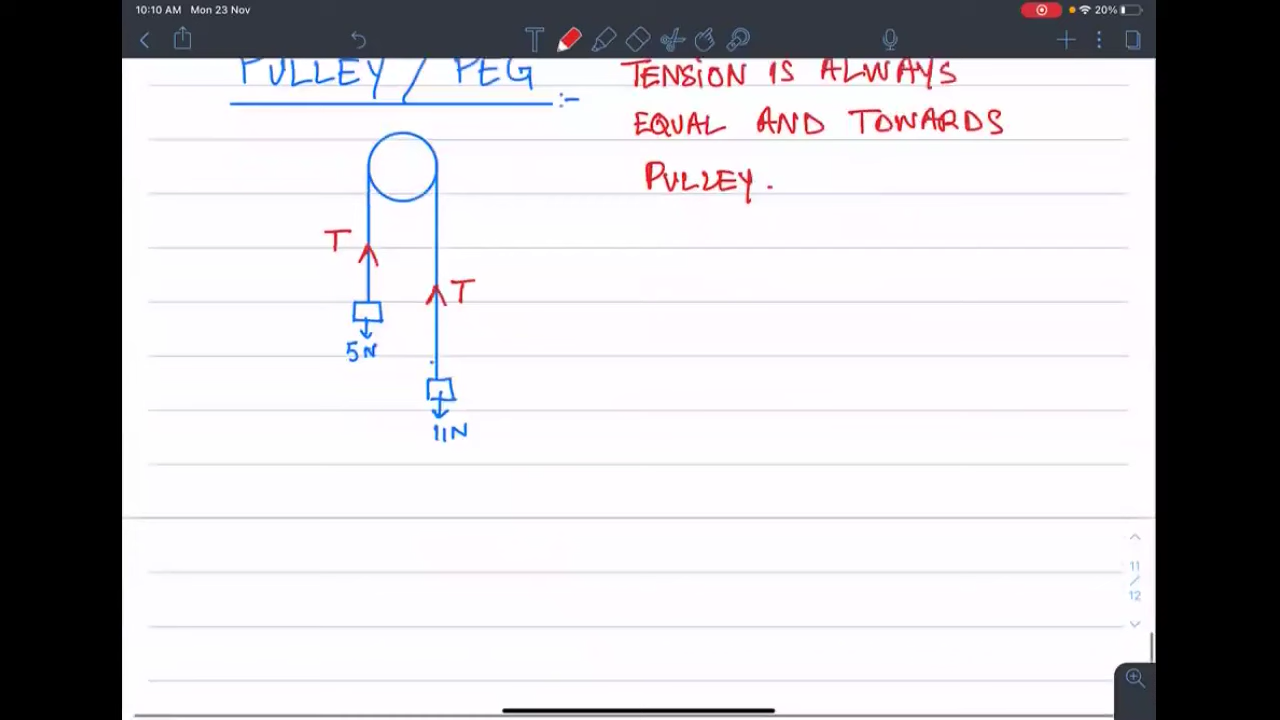 10:10 AM Mon 23 Nov
20%
T
PULLEY / PEG :-
TENSION IS ALWAYS
EQUAL AND TOWARDS
PULLEY.
T
T
5N
11N
11
/
12